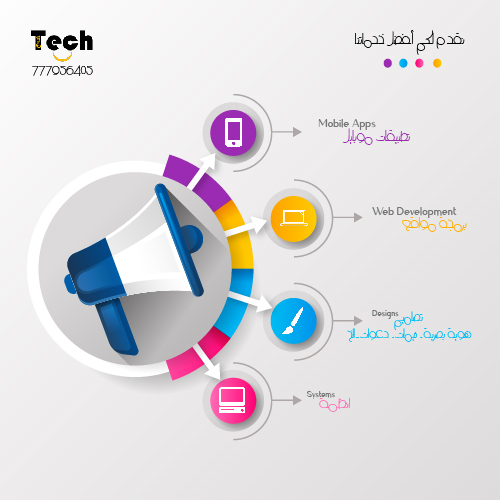 Tech
777056405
نقدم لكم أفضل خدماتنا
Mobile Apps
تطبيقات موبايل
Web Development
برمجة مواقع
Designs
تصاميم
هوية بصرية.. فيمات.. دعوات.. الخ
Systems
انظمة